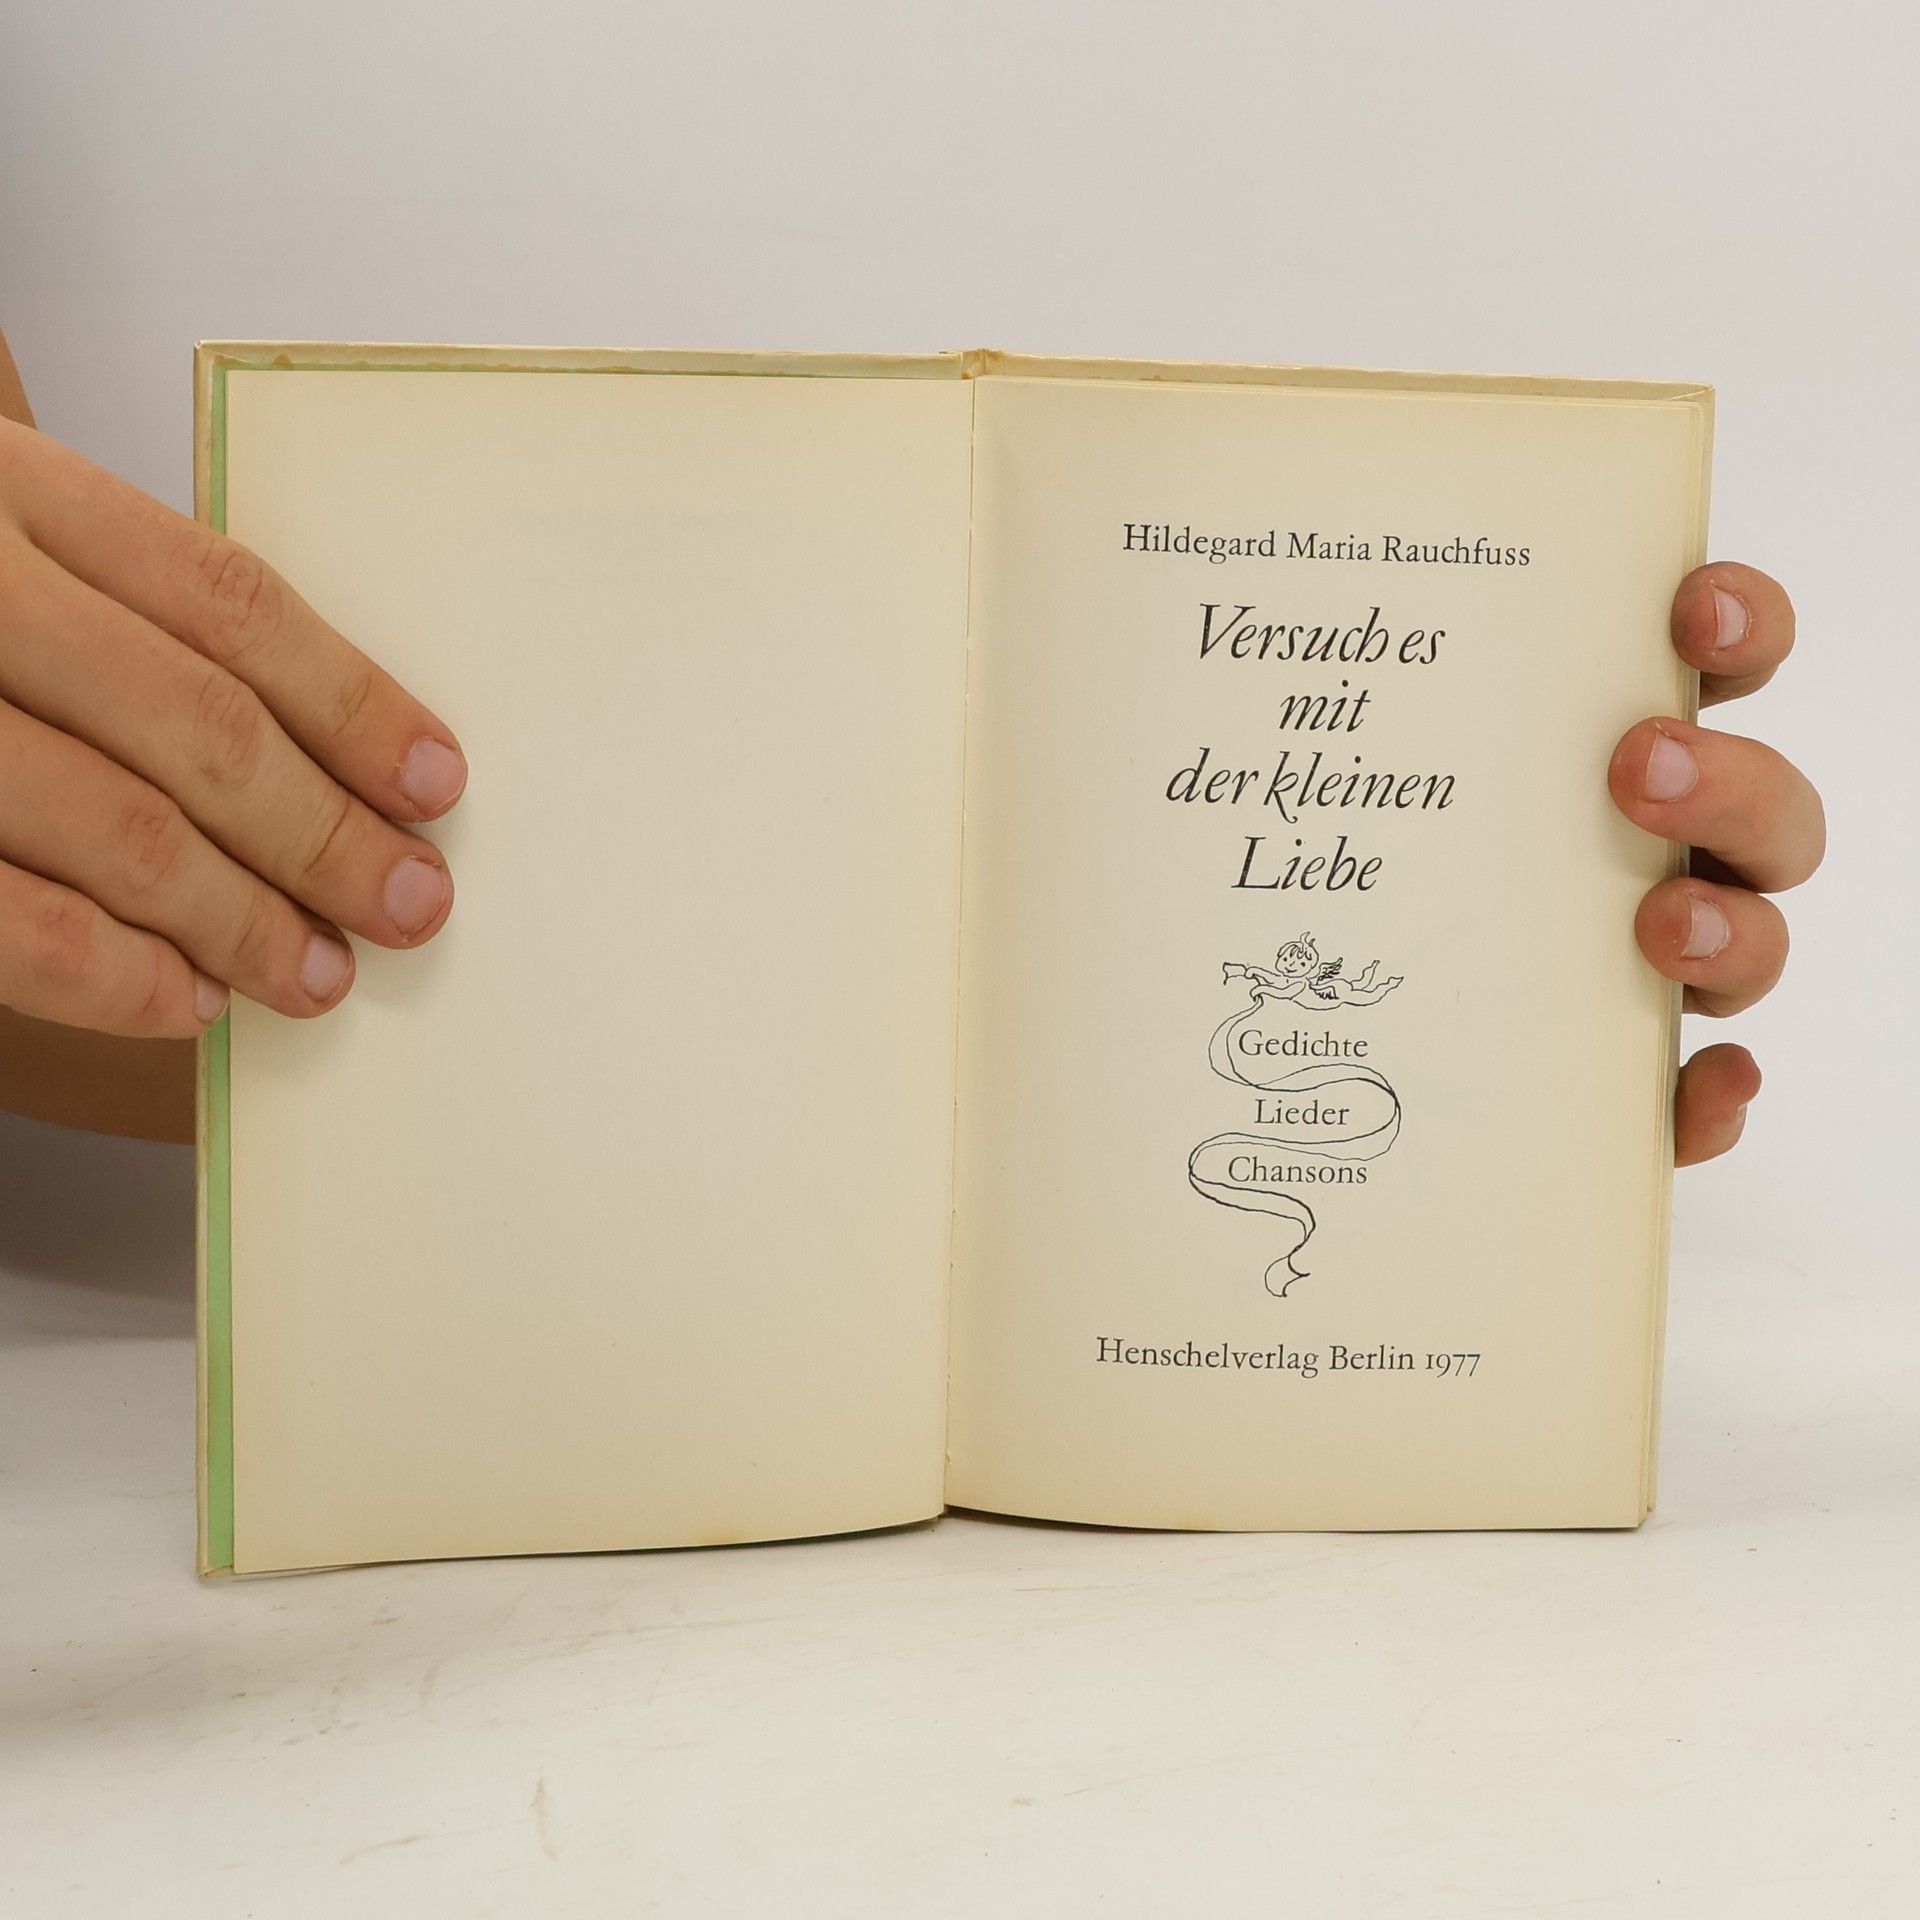 Hildegard Maria Rauchfuss
Versuch es
mit
der kleinen
Liebe
Gedichte
Lieder
Chansons
Henschelverlag Berlin 1977